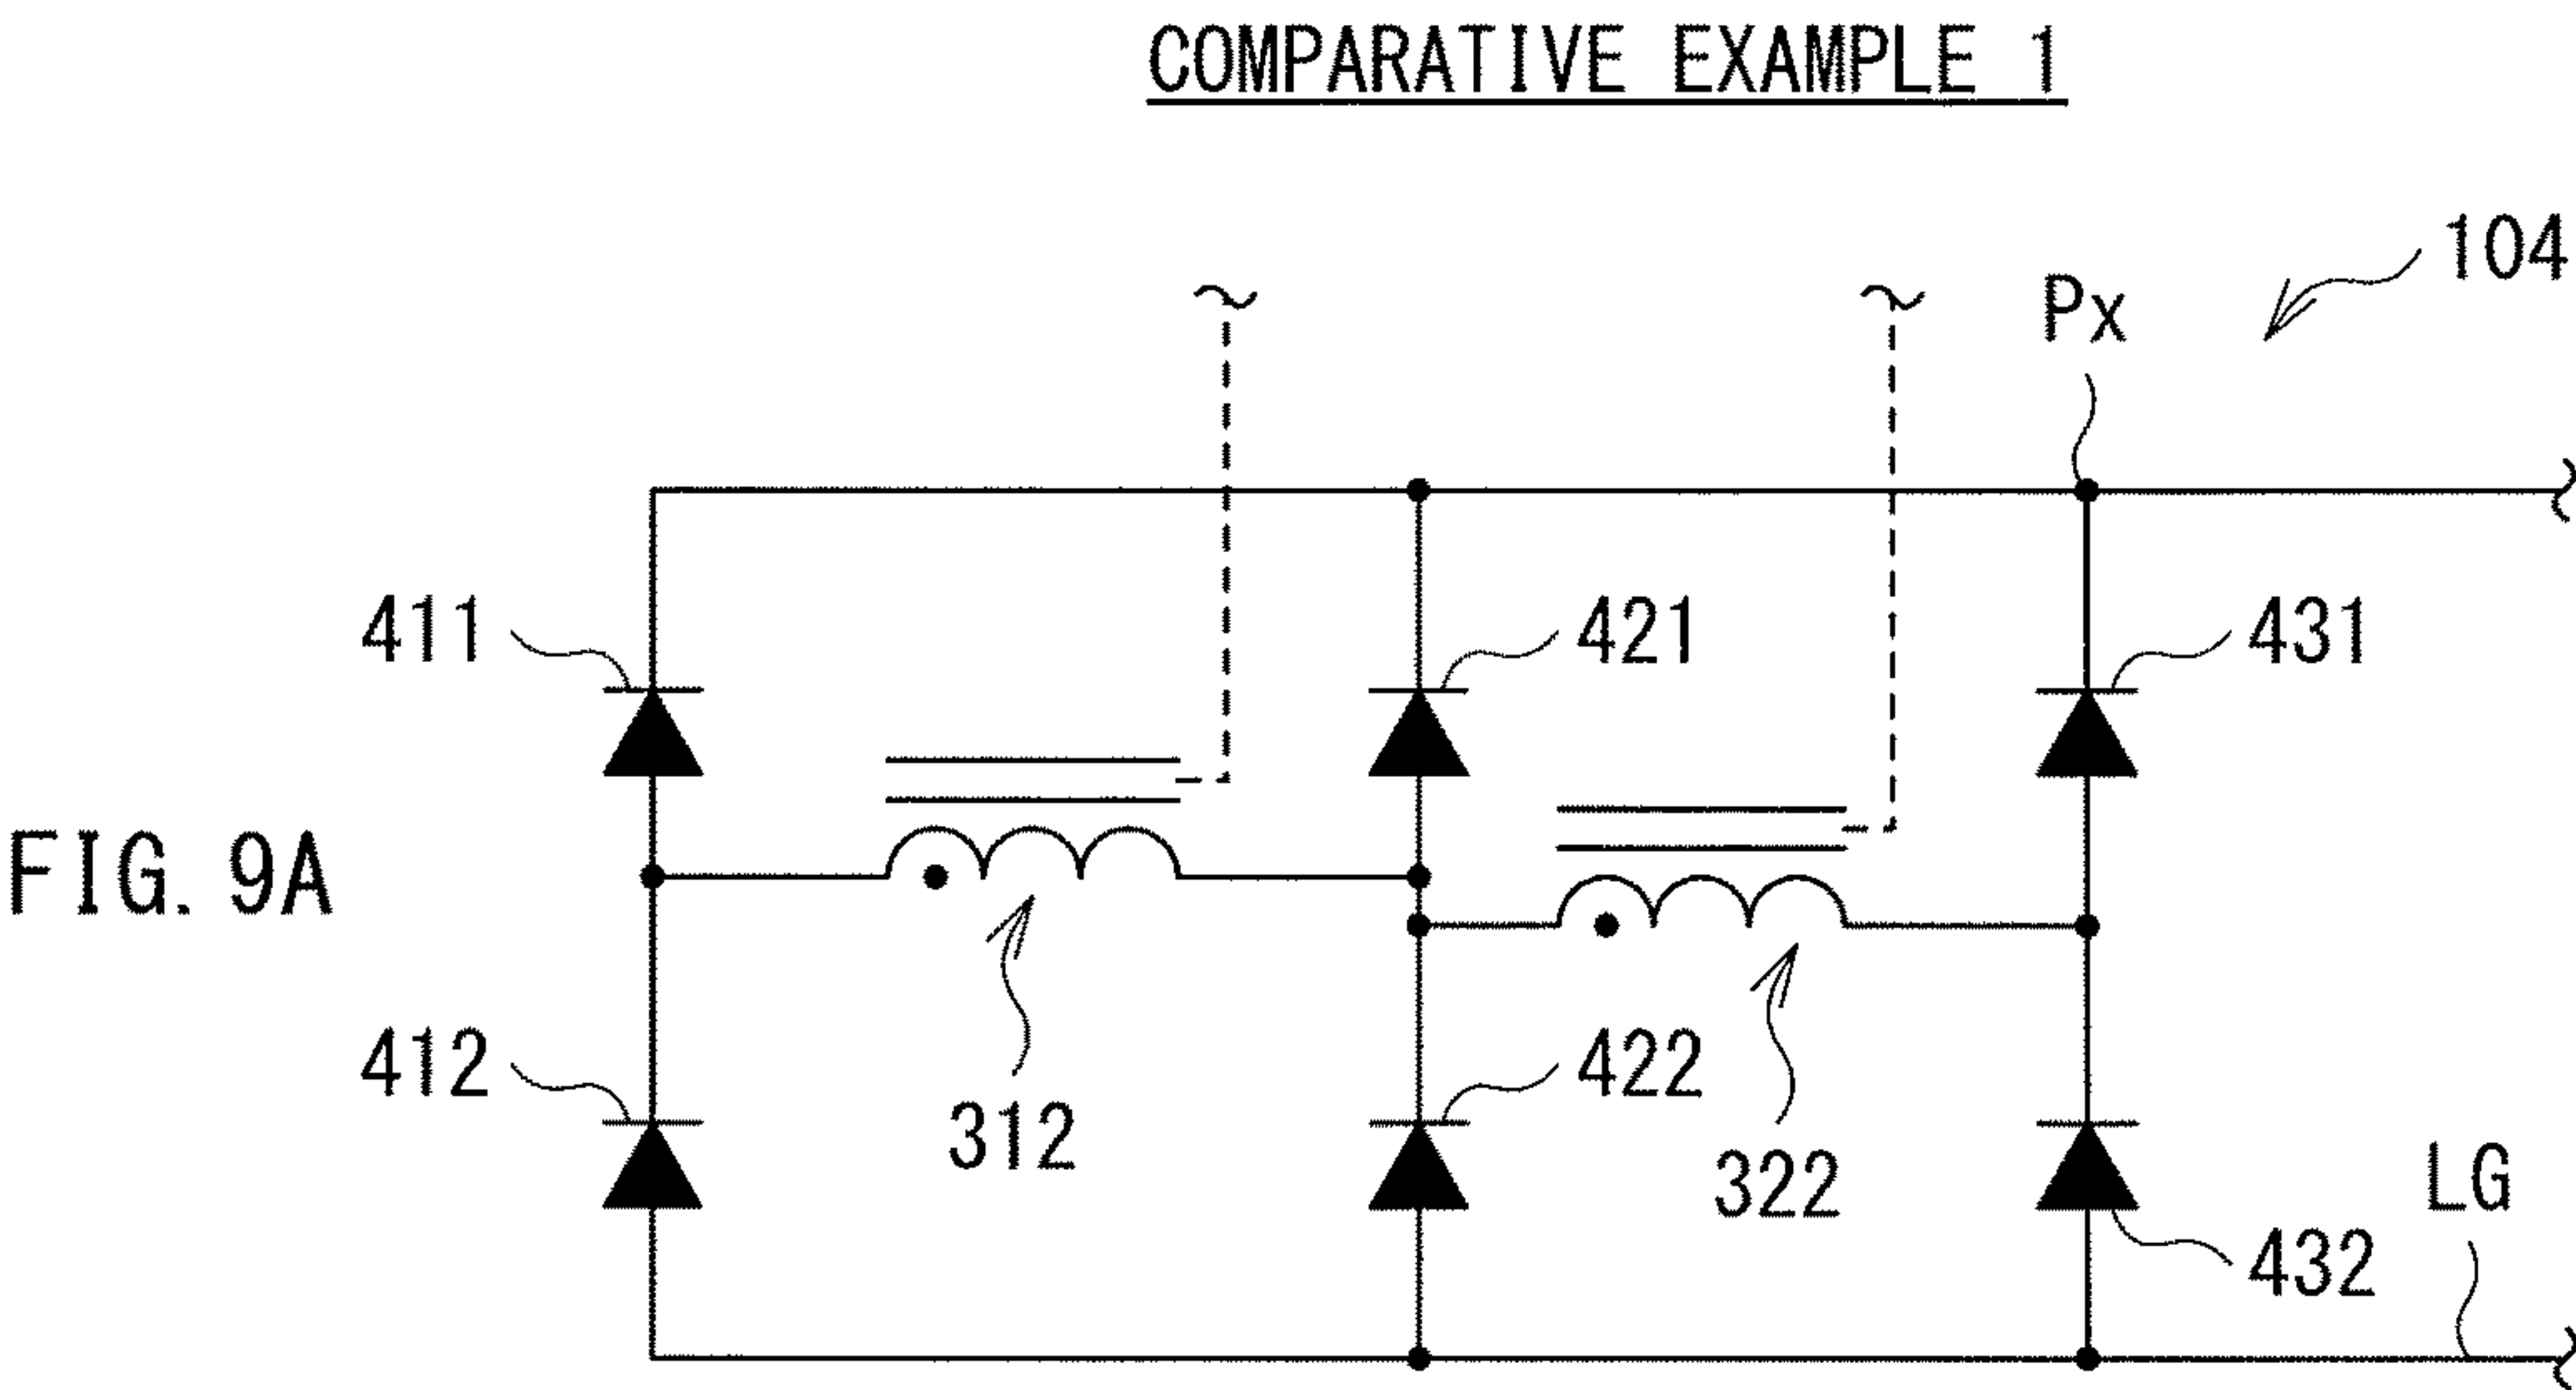 COMPARATIVE EXAMPLE 1
104
Px
411
421
431
FIG. 9A
412
312
422
322
LG
432